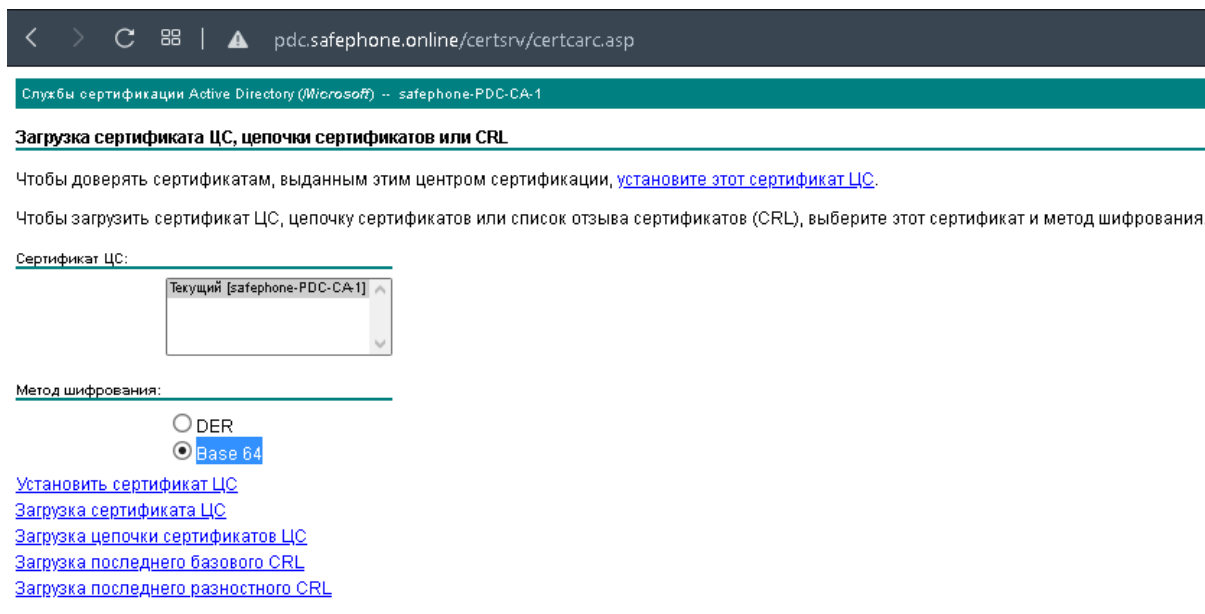 pdc.safephone.online/certsrv/certcarc.asp
Службы сертификации Active Directory (Microsoft) -- safephone-PDC-CA-1
Загрузка сертификата ЦС, цепочки сертификатов или CRL
Чтобы доверять сертификатам, выданным этим центром сертификации, установите этот сертификат ЦС.
Чтобы загрузить сертификат ЦС, цепочку сертификатов или список отзыва сертификатов (CRL), выберите этот сертификат и метод шифрования
Сертификат ЦС:
Текущий [safephone-PDC-CA-1]
Метод шифрования:
DER
Base 64
Установить сертификат ЦС
Загрузка сертификата ЦС
Загрузка цепочки сертификатов ЦС
Загрузка последнего базового CRL
Загрузка последнего разностного CRL